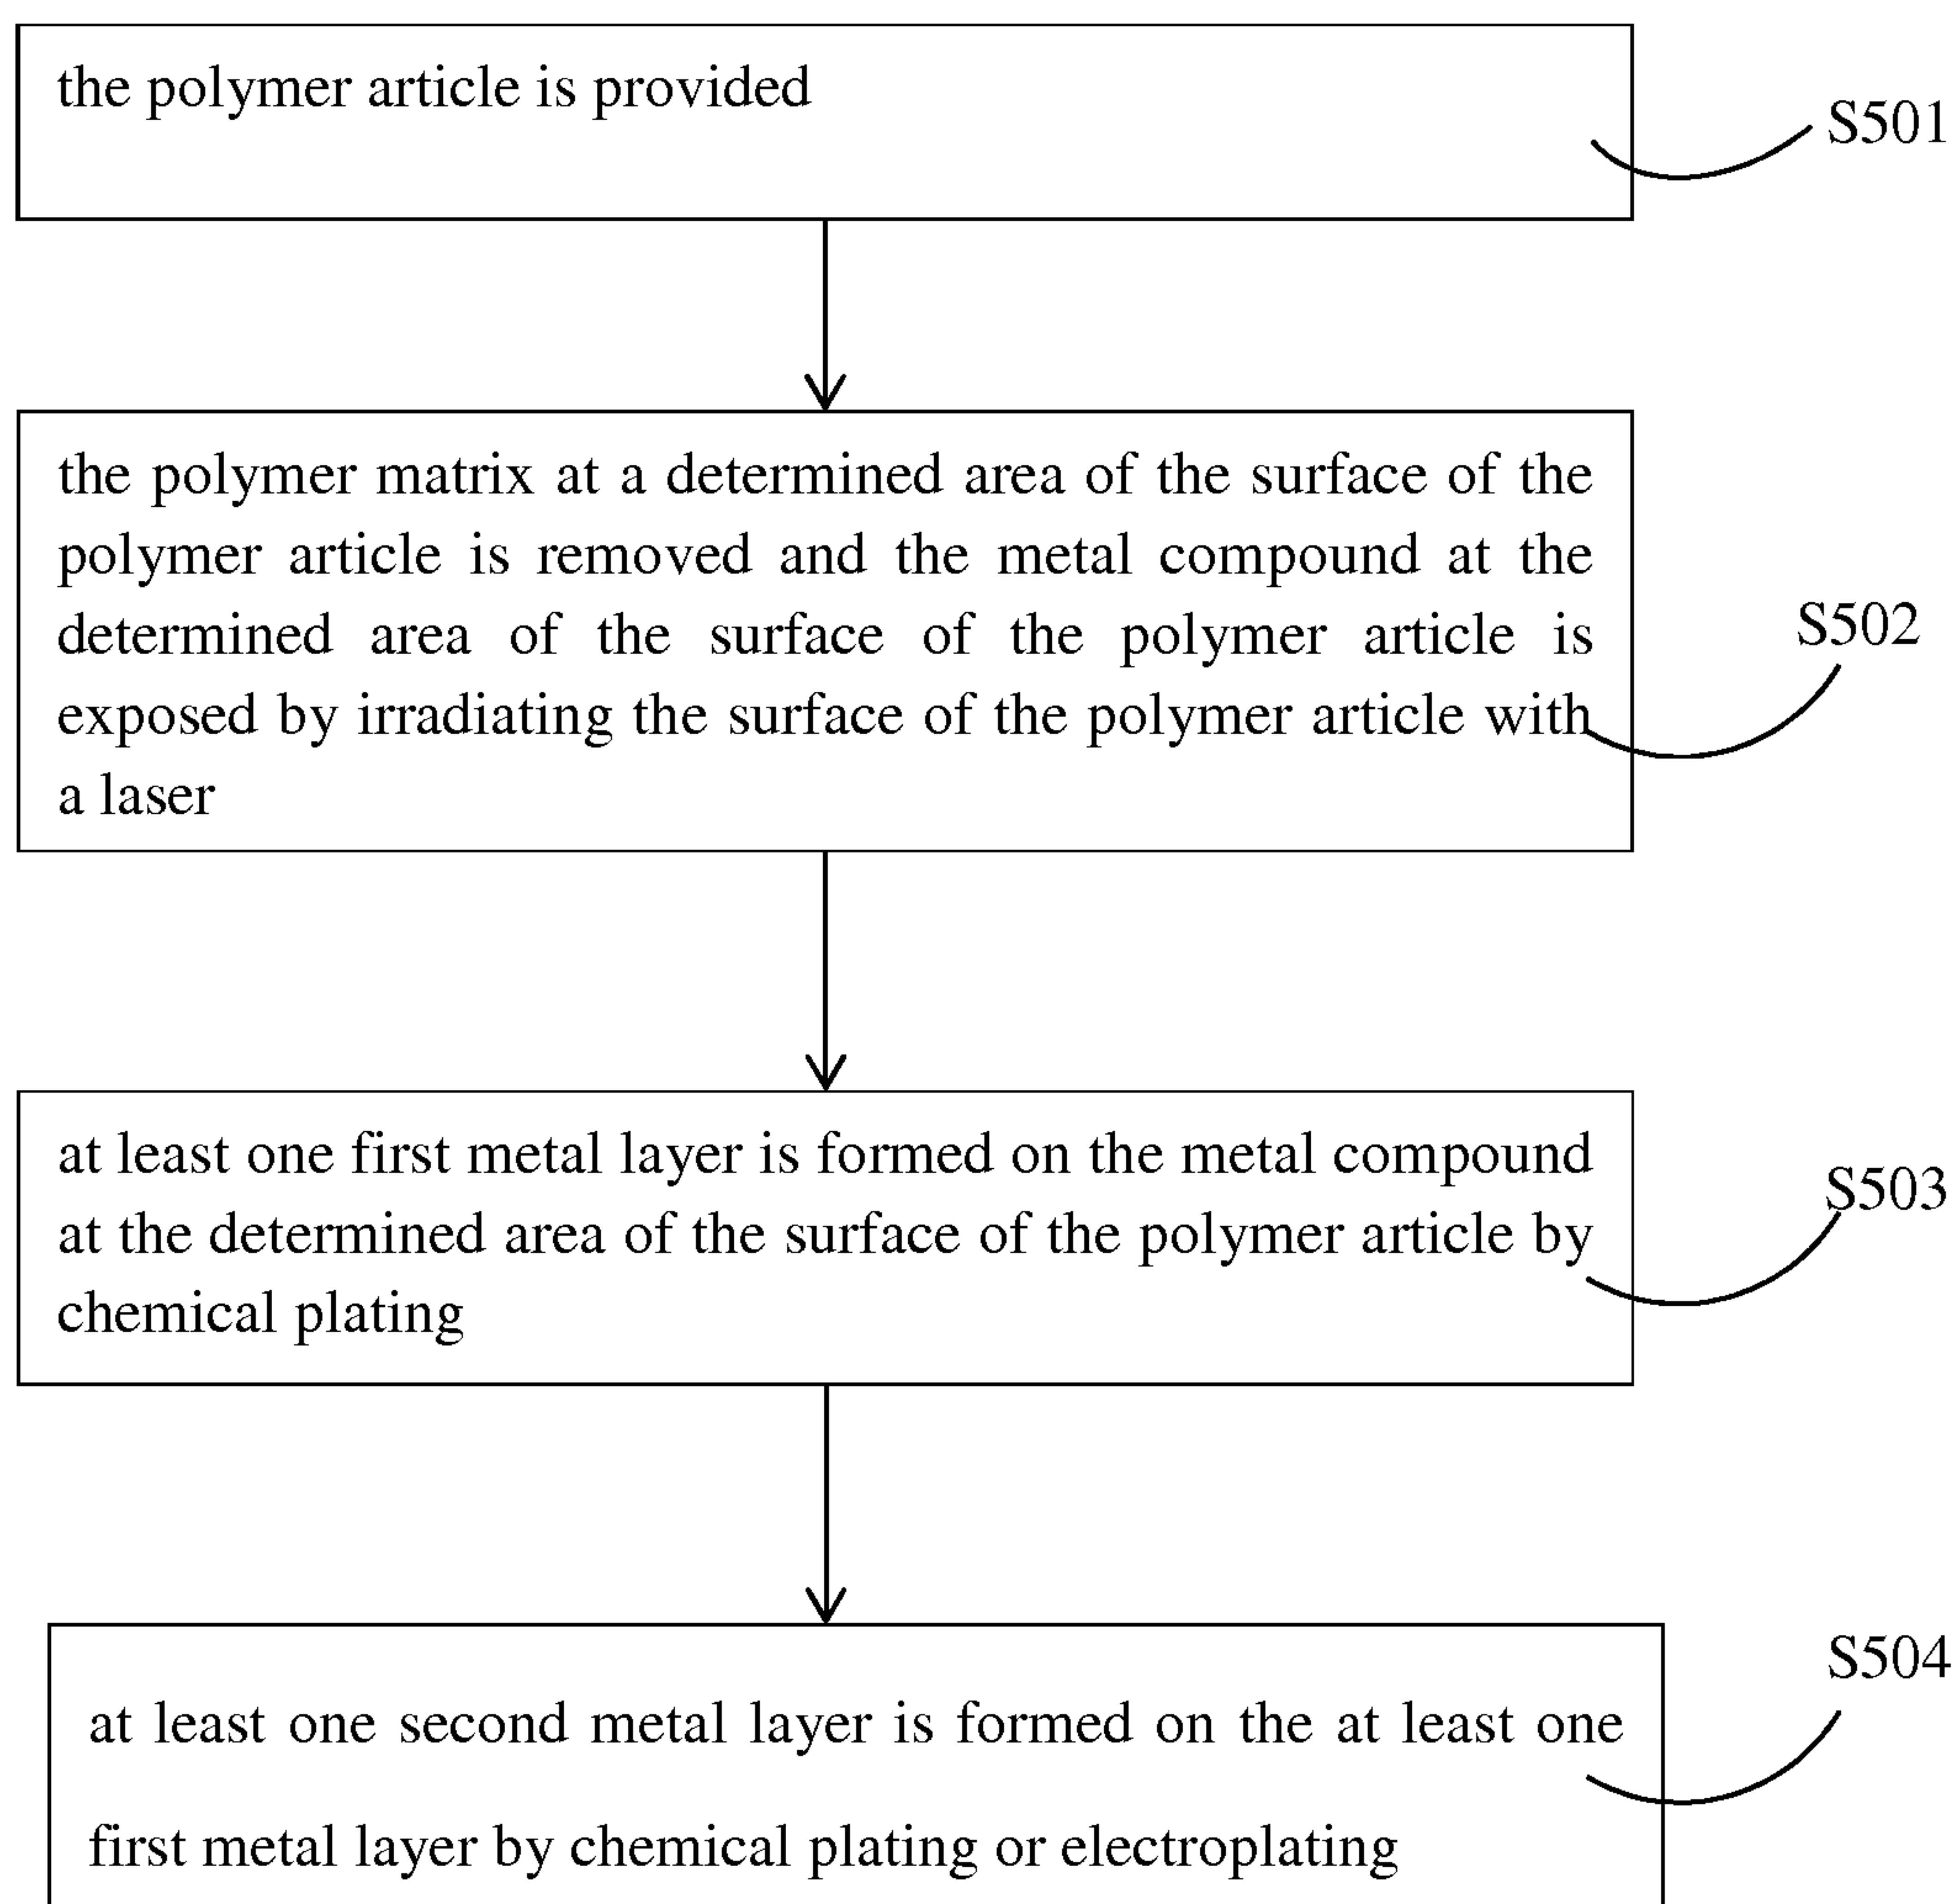 the polymer article is provided
S501
the polymer matrix at a determined area of the surface of the
polymer article is removed and the metal compound at the
determined area of the surface of the polymer article is
exposed by irradiating the surface of the polymer article with
a laser
S502
at least one first metal layer is formed on the metal compound
at the determined area of the surface of the polymer article by
chemical plating
S503
at least one second metal layer is formed on the at least one
first metal layer by chemical plating or electroplating
S504